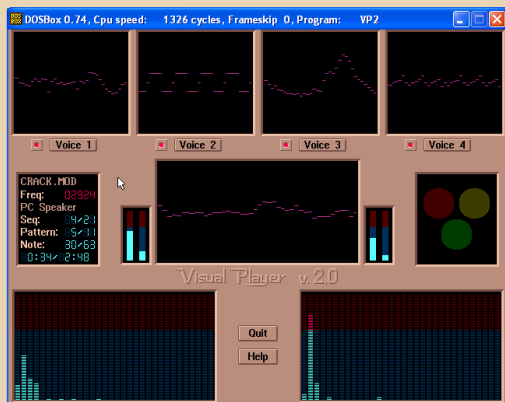 DOSBox 0.74, Cpu speed: 1326 cycles, Frameskip 0, Program: VP2
Voice 1
Voice 2
Voice 3
Voice 4
CRACK.MOD
Freq: 02924
PC Speaker
Seq: 4/21
Pattern: 5/11
Note: 30/63
0:34/ 2:48
Visual Player v. 2.0
Quit
Help